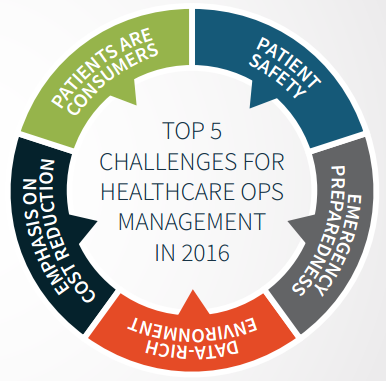 TOP 5
CHALLENGES FOR
HEALTHCARE OPS
MANAGEMENT
IN 2016
PATIENT
SAFETY
EMERGENCY
PREPAREDNESS
DATA-RICH
ENVIRONMENT
EMPHASIS ON
COST REDUCTION
PATIENTS ARE
CONSUMERS